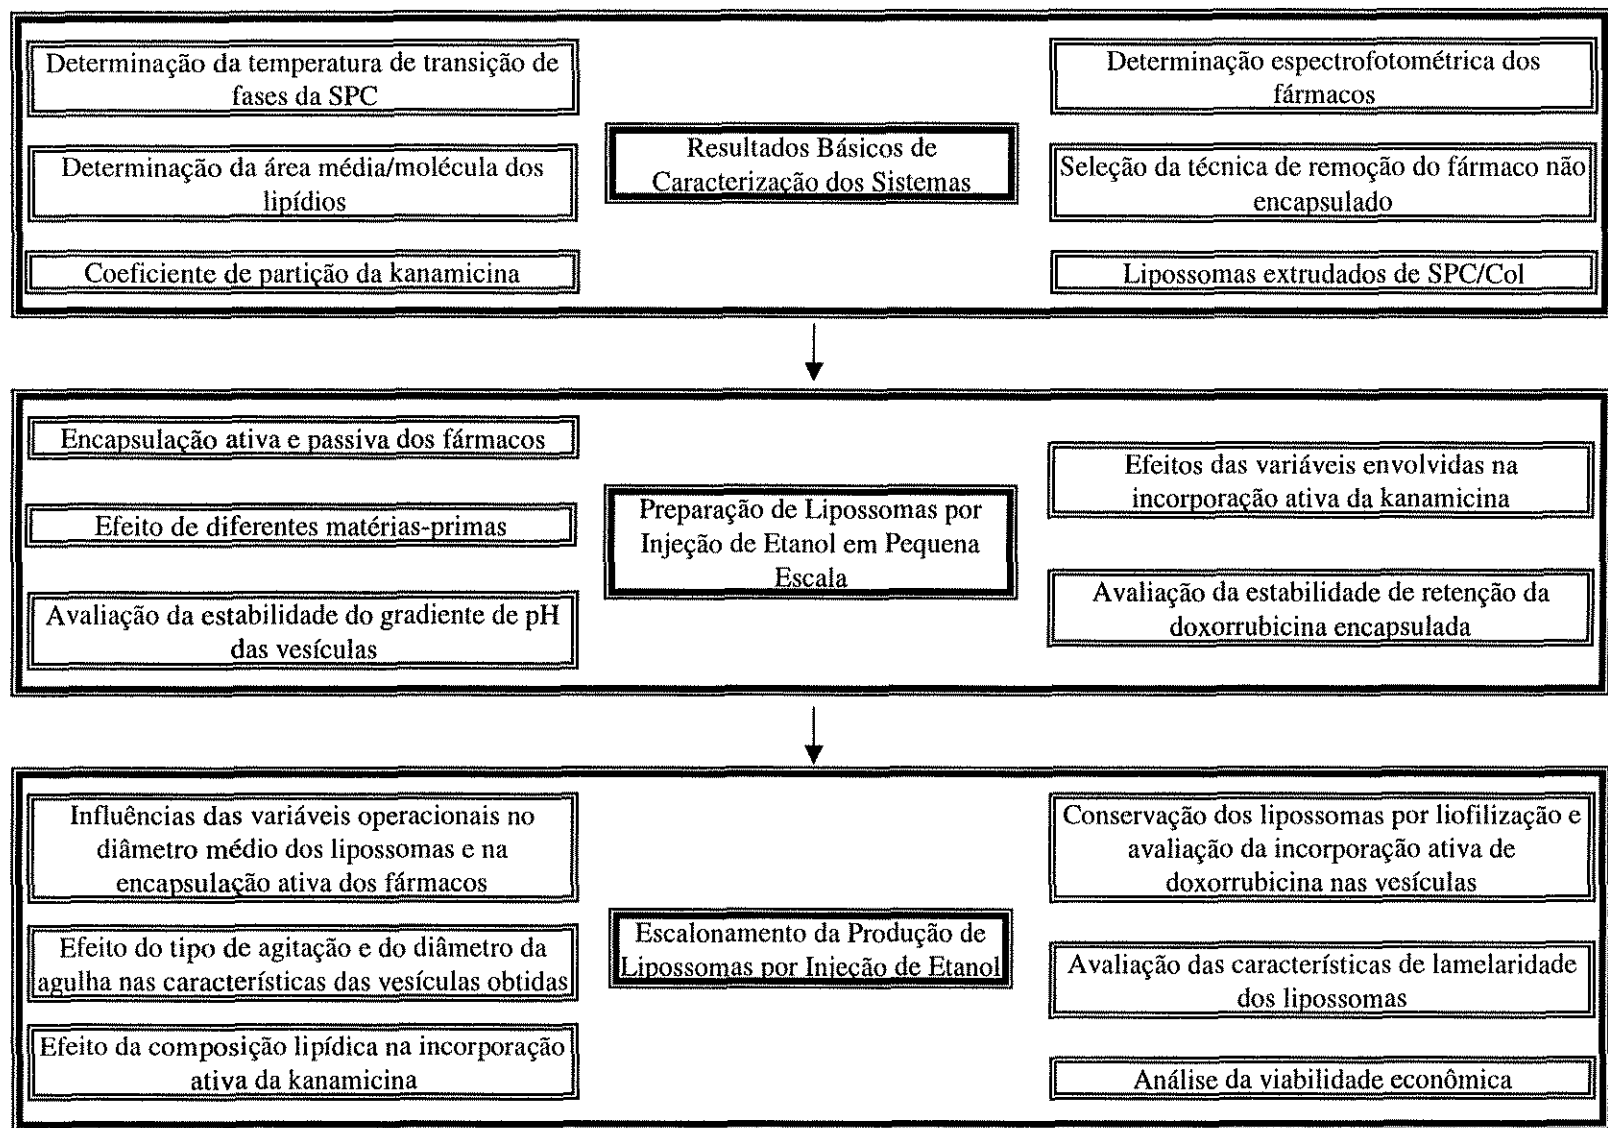 Determinação da temperatura de transição de
fases da SPC
Determinação da área média/molécula dos
lipídios
Coeficiente de partição da kanamicina
Resultados Básicos de
Caracterização dos Sistemas
Determinação espectrofotométrica dos
fármacos
Seleção da técnica de remoção do fármaco não
encapsulado
Lipossomas extrudados de SPC/Col
Encapsulação ativa e passiva dos fármacos
Efeito de diferentes matérias-primas
Avaliação da estabilidade do gradiente de pH
das vesículas
Preparação de Lipossomas por
Injeção de Etanol em Pequena
Escala
Efeitos das variáveis envolvidas na
incorporação ativa da kanamicina
Avaliação da estabilidade de retenção da
doxorrubicina encapsulada
Influências das variáveis operacionais no
diâmetro médio dos lipossomas e na
encapsulação ativa dos fármacos
Efeito do tipo de agitação e do diâmetro da
agulha nas características das vesículas obtidas
Efeito da composição lipídica na incorporação
ativa da kanamicina
Escalonamento da Produção de
Lipossomas por Injeção de Etanol
Conservação dos lipossomas por liofilização e
avaliação da incorporação ativa de
doxorrubicina nas vesículas
Avaliação das características de lamelaridade
dos lipossomas
Análise da viabilidade econômica